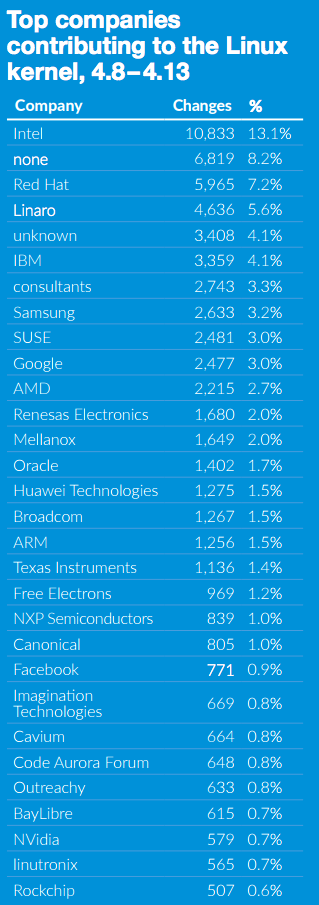 Top companies
contributing to the Linux
kernel, 4.8–4.13
Company Changes %
Intel 10,833 13.1%
none 6,819 8.2%
Red Hat 5,965 7.2%
Linaro 4,636 5.6%
unknown 3,408 4.1%
IBM 3,359 4.1%
consultants 2,743 3.3%
Samsung 2,633 3.2%
SUSE 2,481 3.0%
Google 2,477 3.0%
AMD 2,215 2.7%
Renesas Electronics 1,680 2.0%
Mellanox 1,649 2.0%
Oracle 1,402 1.7%
Huawei Technologies 1,275 1.5%
Broadcom 1,267 1.5%
ARM 1,256 1.5%
Texas Instruments 1,136 1.4%
Free Electrons 969 1.2%
NXP Semiconductors 839 1.0%
Canonical 805 1.0%
Facebook 771 0.9%
Imagination
Technologies 669 0.8%
Cavium 664 0.8%
Code Aurora Forum 648 0.8%
Outreachy 633 0.8%
BayLibre 615 0.7%
NVidia 579 0.7%
linutronix 565 0.7%
Rockchip 507 0.6%